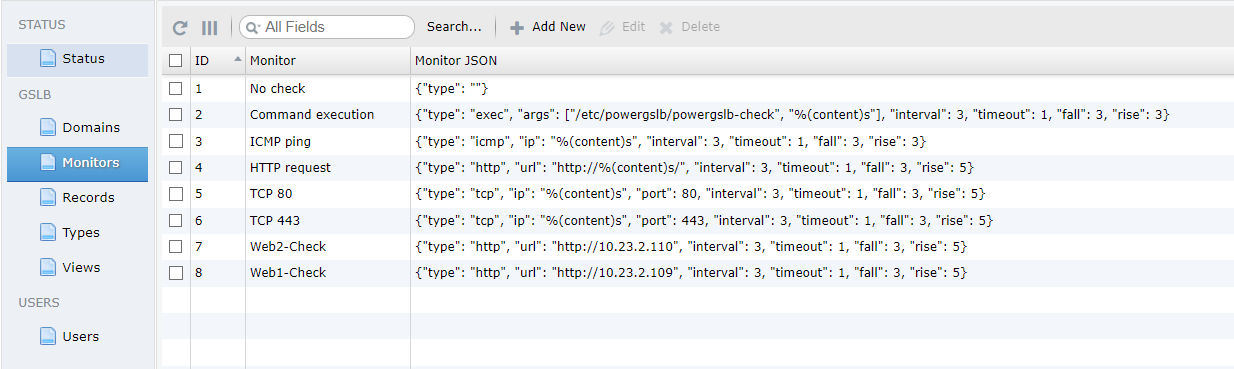 STATUS
Status
GSLB
Domains
Monitors
Records
Types
Views
USERS
Users
All Fields Search... Add New Edit Delete
ID Monitor Monitor JSON
1 No check {"type": ""}
2 Command execution {"type": "exec", "args": ["/etc/powergslb/powergslb-check", "%(content)s"], "interval": 3, "timeout": 1, "fall": 3, "rise": 3}
3 ICMP ping {"type": "icmp", "ip": "%(content)s", "interval": 3, "timeout": 1, "fall": 3, "rise": 3}
4 HTTP request {"type": "http", "url": "http://%(content)s/", "interval": 3, "timeout": 1, "fall": 3, "rise": 5}
5 TCP 80 {"type": "tcp", "ip": "%(content)s", "port": 80, "interval": 3, "timeout": 1, "fall": 3, "rise": 5}
6 TCP 443 {"type": "tcp", "ip": "%(content)s", "port": 443, "interval": 3, "timeout": 1, "fall": 3, "rise": 5}
7 Web2-Check {"type": "http", "url": "http://10.23.2.110", "interval": 3, "timeout": 1, "fall": 3, "rise": 5}
8 Web1-Check {"type": "http", "url": "http://10.23.2.109", "interval": 3, "timeout": 1, "fall": 3, "rise": 5}